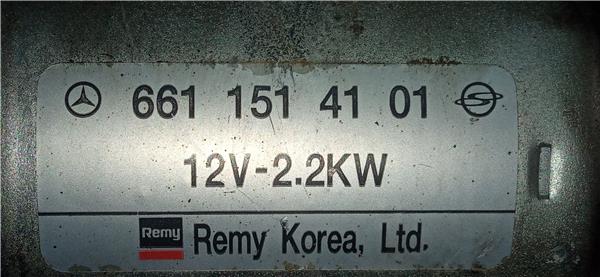 661 151 41 01
12V-2.2KW
Remy Remy Korea, Ltd.